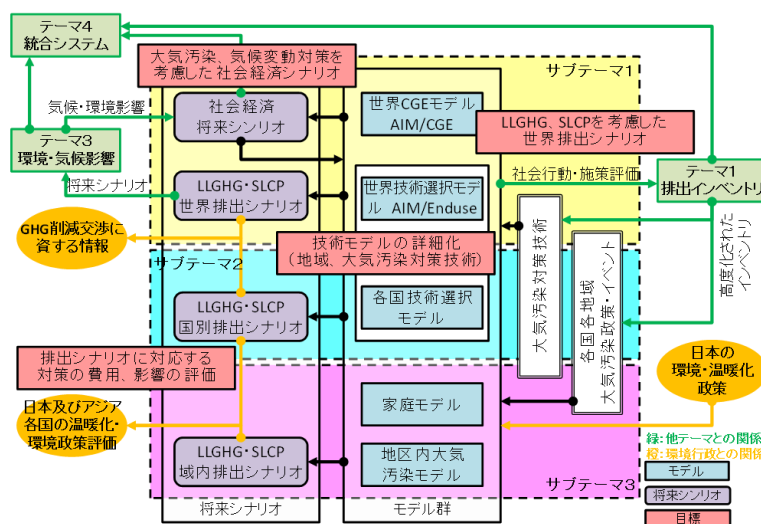 テーマ4
統合システム
大気汚染、気候変動対策を
考慮した社会経済シナリオ
サブテーマ1
気候・環境影響
社会経済
将来シンリオ
世界CGEモデル
AIM/CGE
LLGHG、SLCPを考慮した
世界排出シナリオ
テーマ3
環境・気候影響
テーマ1
排出インベントリ
将来シナリオ
LLGHG・SLCP
世界排出シナリオ
世界技術選択モデル
モデル AIM/Enduse
社会行動・施策評価
GHG削減交渉に
資する情報
技術モデルの詳細化
(地域、大気汚染対策技術)
高度化された
インベントリ
サブテーマ2
LLGHG・SLCP
国別排出シナリオ
各国技術選択
モデル
大気汚染対策技術
各国各地域
大気汚染政策・イベント
排出シナリオに対応する
対策の費用、影響の評価
日本の
環境・温暖化
政策
日本及びアジア
各国の温暖化・
環境政策評価
家庭モデル
LLGHG・SLCP
域内排出シナリオ
地区内大気
汚染モデル
サブテーマ3
緑:他テーマとの関係
橙:環境行政との関係
モデル
将来シンリオ
目標
将来シナリオ
モデル群